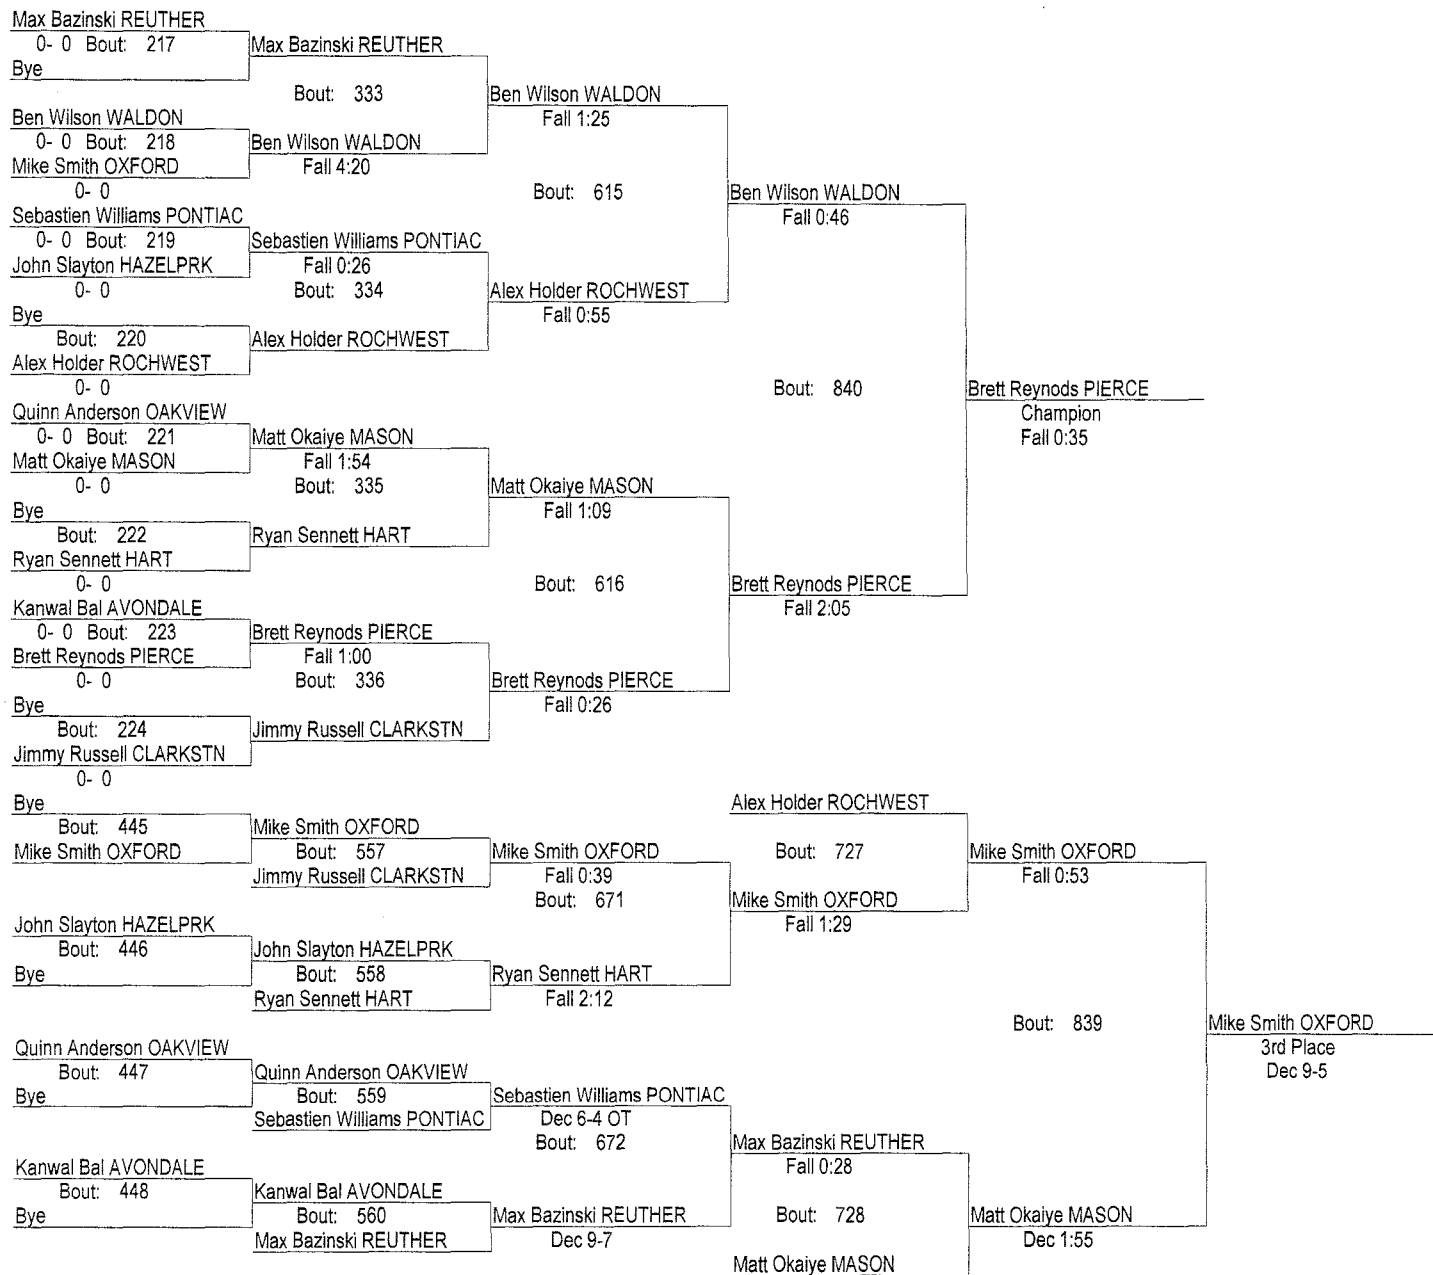 Max Bazinski REUTHER
0- 0 Bout: 217
Bye
Max Bazinski REUTHER
Bout: 333
Ben Wilson WALDON
0- 0 Bout: 218
Mike Smith OXFORD
0- 0
Ben Wilson WALDON
Fall 4:20
Ben Wilson WALDON
Fall 1:25
Bout: 615
Sebastien Williams PONTIAC
0- 0 Bout: 219
John Slayton HAZELPRK
0- 0
Sebastien Williams PONTIAC
Fall 0:26
Bout: 334
Bye
Bout: 220
Alex Holder ROCHWEST
0- 0
Alex Holder ROCHWEST
Alex Holder ROCHWEST
Fall 0:55
Ben Wilson WALDON
Fall 0:46
Bout: 840
Quinn Anderson OAKVIEW
0- 0 Bout: 221
Matt Okaiye MASON
0- 0
Matt Okaiye MASON
Fall 1:54
Bout: 335
Bye
Bout: 222
Ryan Sennett HART
0- 0
Ryan Sennett HART
Matt Okaiye MASON
Fall 1:09
Bout: 616
Kanwal Bal AVONDALE
0- 0 Bout: 223
Brett Reynods PIERCE
0- 0
Brett Reynods PIERCE
Fall 1:00
Bout: 336
Bye
Bout: 224
Jimmy Russell CLARKSTN
0- 0
Jimmy Russell CLARKSTN
Brett Reynods PIERCE
Fall 0:26
Brett Reynods PIERCE
Fall 2:05
Brett Reynods PIERCE
Champion
Fall 0:35
Bye
Bout: 445
Mike Smith OXFORD
Mike Smith OXFORD
Bout: 557
Jimmy Russell CLARKSTN
Mike Smith OXFORD
Fall 0:39
Bout: 671
John Slayton HAZELPRK
Bout: 446
Bye
John Slayton HAZELPRK
Bout: 558
Ryan Sennett HART
Ryan Sennett HART
Fall 2:12
Alex Holder ROCHWEST
Bout: 727
Mike Smith OXFORD
Fall 1:29
Mike Smith OXFORD
Fall 0:53
Bout: 839
Quinn Anderson OAKVIEW
Bout: 447
Bye
Quinn Anderson OAKVIEW
Bout: 559
Sebastien Williams PONTIAC
Sebastien Williams PONTIAC
Dec 6-4 OT
Bout: 672
Kanwal Bal AVONDALE
Bout: 448
Bye
Kanwal Bal AVONDALE
Bout: 560
Max Bazinski REUTHER
Max Bazinski REUTHER
Dec 9-7
Max Bazinski REUTHER
Fall 0:28
Bout: 728
Matt Okaiye MASON
Matt Okaiye MASON
Dec 1:55
Mike Smith OXFORD
3rd Place
Dec 9-5